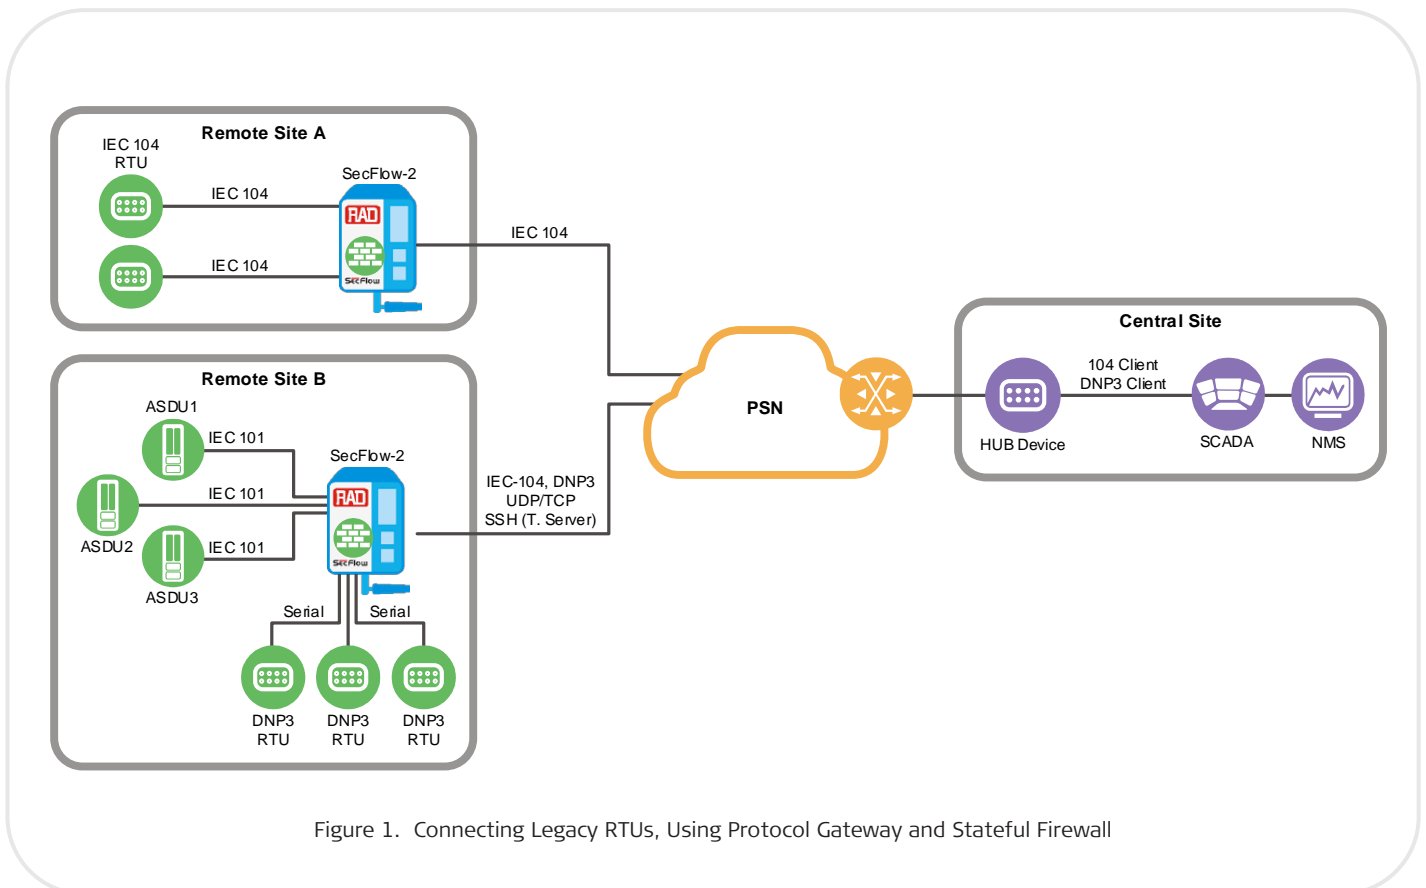 Remote Site A
IEC 104
RTU
IEC 104
IEC 104
SecFlow-2
RAD
SecFlow
IEC 104
Remote Site B
ASDU1
IEC 101
ASDU2
IEC 101
ASDU3
IEC 101
SecFlow-2
RAD
SecFlow
Serial
Serial
DNP3
RTU
DNP3
RTU
DNP3
RTU
IEC-104, DNP3
UDP/TCP
SSH (T. Server)
PSN
Central Site
HUB Device
104 Client
DNP3 Client
SCADA
NMS
Figure 1. Connecting Legacy RTUs, Using Protocol Gateway and Stateful Firewall